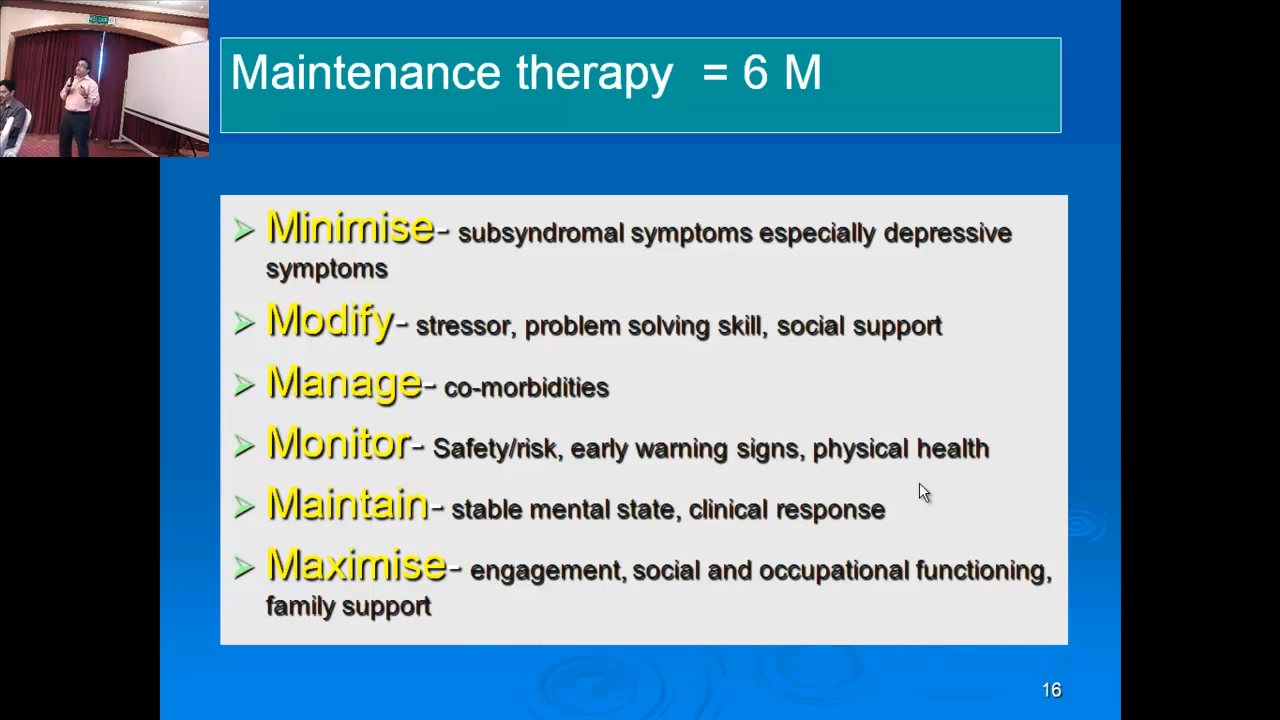 Maintenance therapy = 6 M
Minimise- subsyndromal symptoms especially depressive
symptoms
Modify- stressor, problem solving skill, social support
Manage- co-morbidities
Monitor- Safety/risk, early warning signs, physical health
Maintain- stable mental state, clinical response
Maximise- engagement, social and occupational functioning,
family support
16